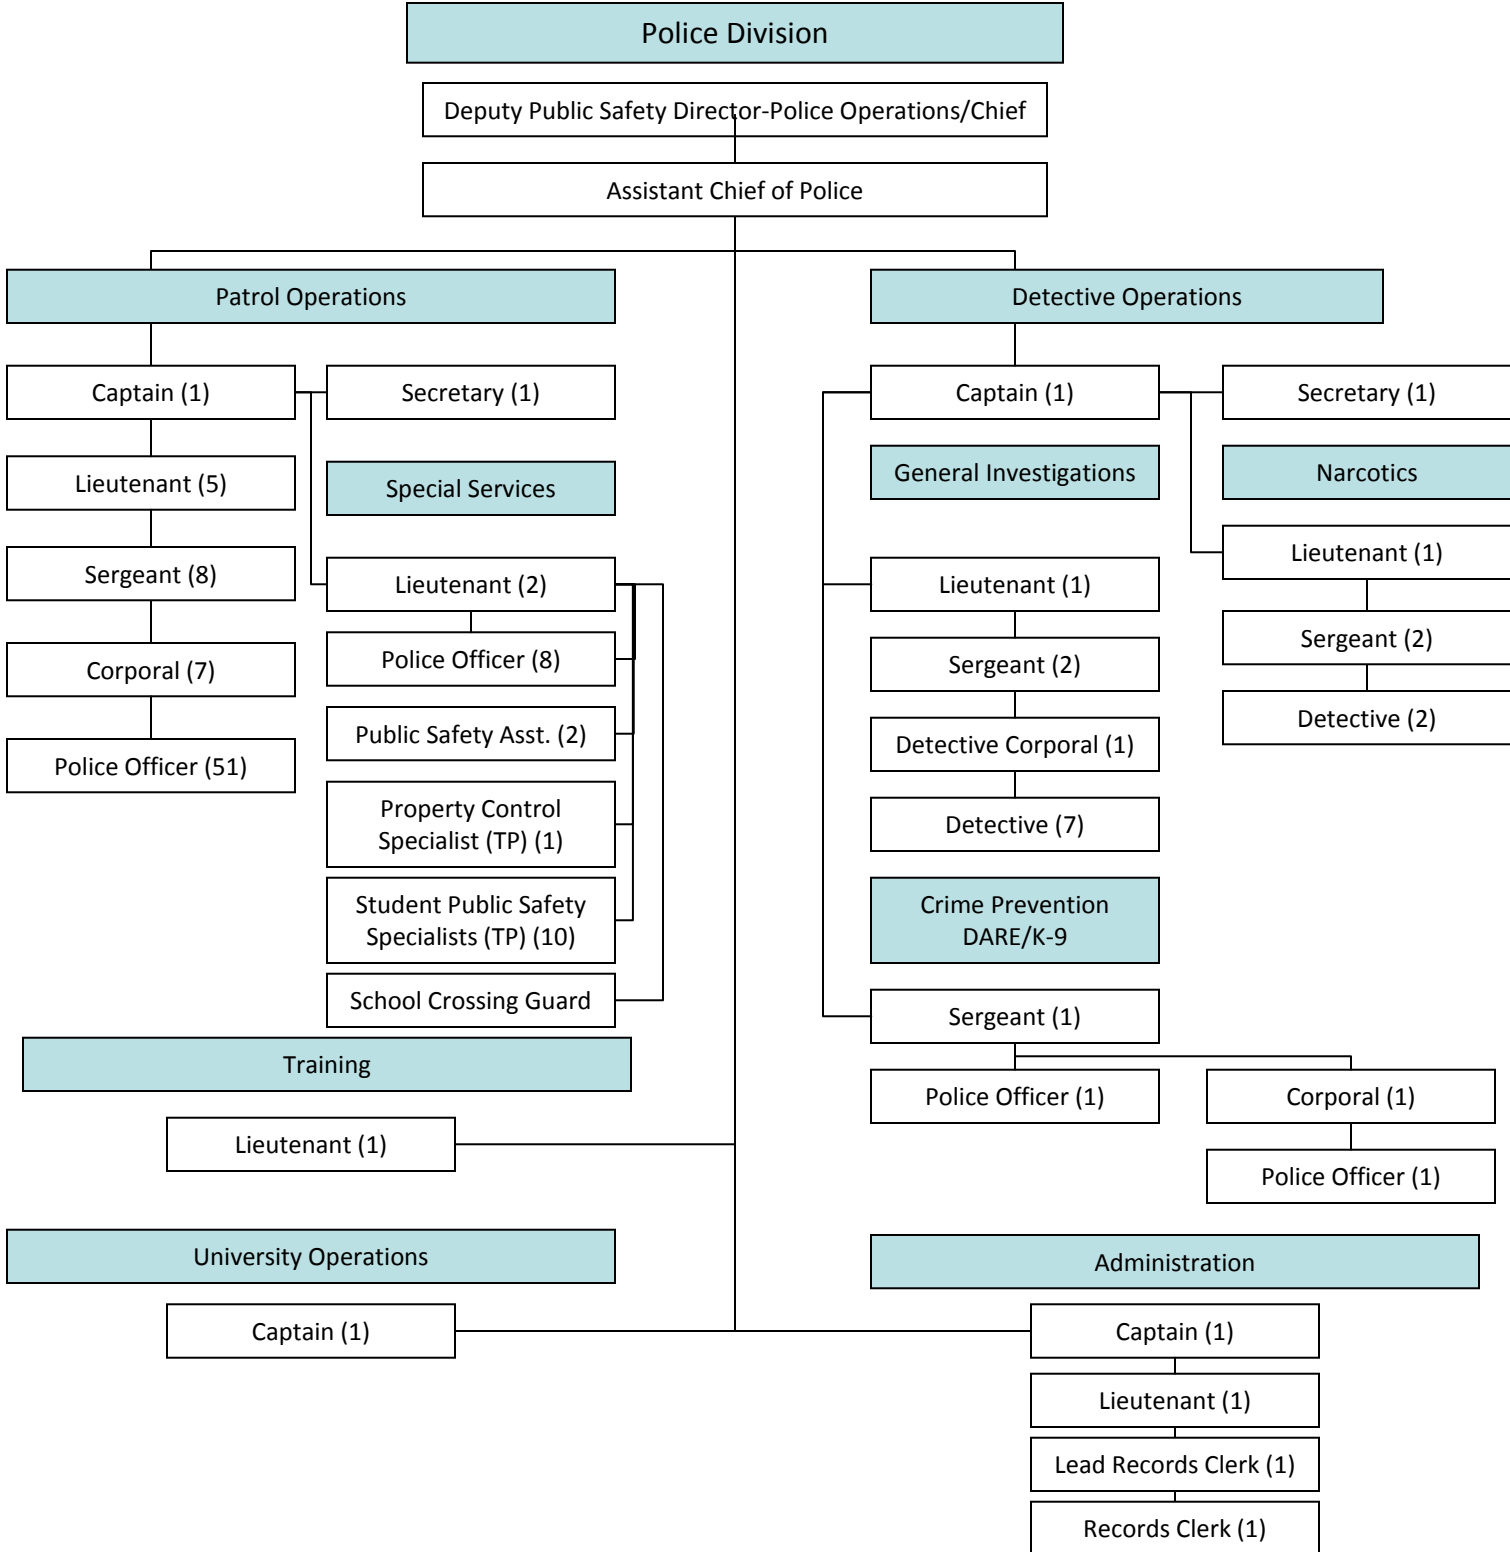 Police Division
Deputy Public Safety Director-Police Operations/Chief
Assistant Chief of Police
Patrol Operations
Captain (1)
Secretary (1)
Lieutenant (5)
Sergeant (8)
Corporal (7)
Police Officer (51)
Special Services
Lieutenant (2)
Police Officer (8)
Public Safety Asst. (2)
Property Control
Specialist (TP) (1)
Student Public Safety
Specialists (TP) (10)
School Crossing Guard
Detective Operations
Captain (1)
Secretary (1)
General Investigations
Lieutenant (1)
Sergeant (2)
Detective Corporal (1)
Detective (7)
Narcotics
Lieutenant (1)
Sergeant (2)
Detective (2)
Crime Prevention
DARE/K-9
Sergeant (1)
Police Officer (1)
Corporal (1)
Police Officer (1)
Training
Lieutenant (1)
University Operations
Captain (1)
Administration
Captain (1)
Lieutenant (1)
Lead Records Clerk (1)
Records Clerk (1)